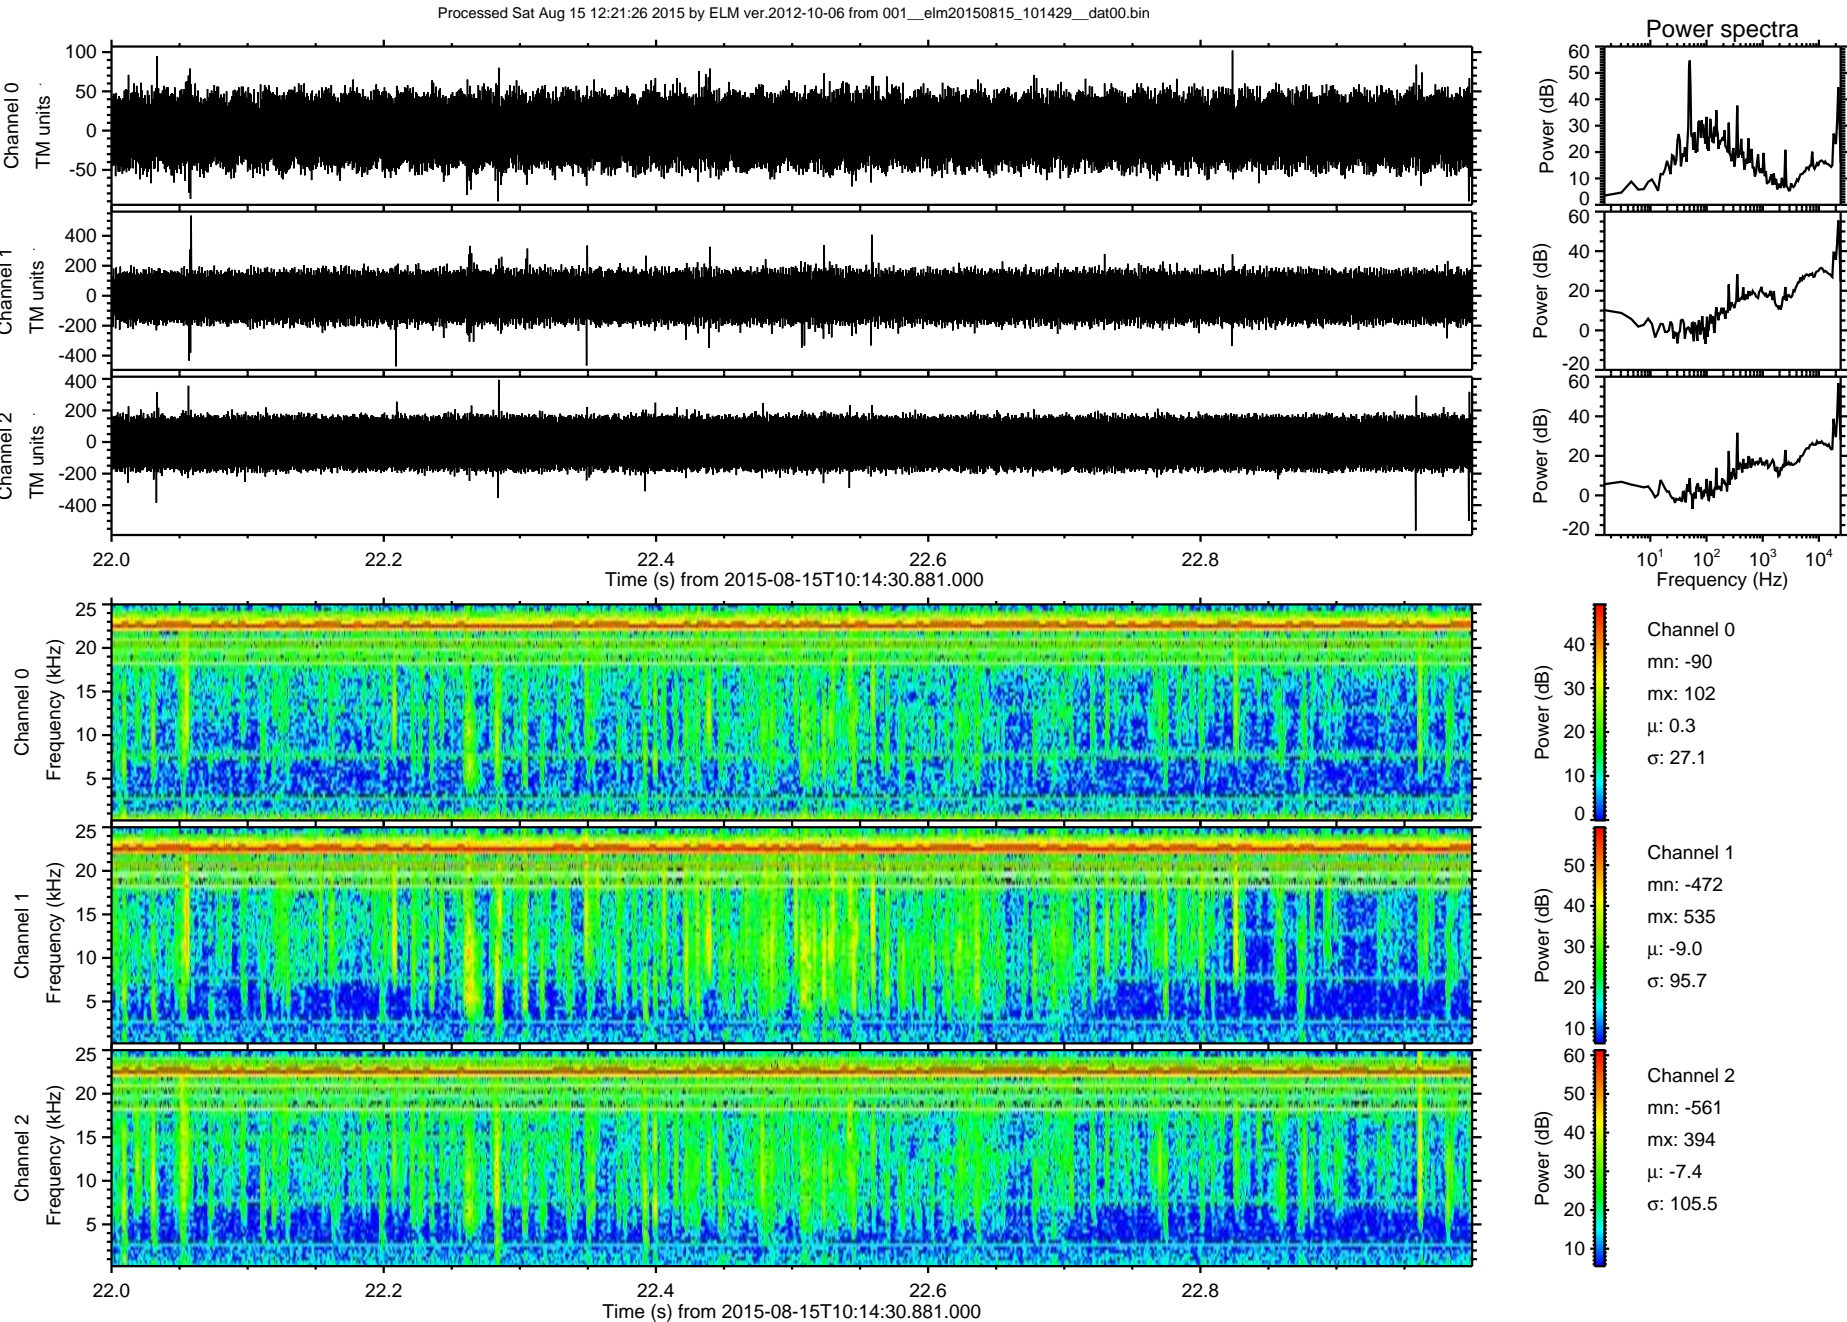 Processed Sat Aug 15 12:21:26 2015 by ELM ver.2012-10-06 from 001__elm20150815_101429__dat00.bin
Power spectra
Channel 0
TM units
100
50
0
-50
Power (dB)
60
50
40
30
20
10
0
Channel 1
TM units
400
200
0
-200
-400
Power (dB)
60
40
20
0
-20
Channel 2
TM units
400
200
0
-200
-400
Power (dB)
60
40
20
0
-20
22.0 22.2 22.4 22.6 22.8
Time (s) from 2015-08-15T10:14:30.881.000
10¹ 10² 10³ 10⁴
Frequency (Hz)
Channel 0
Frequency (kHz)
25
20
15
10
5
Power (dB)
40
30
20
10
0
Channel 0
mn: -90
mx: 102
μ: 0.3
σ: 27.1
Channel 1
Frequency (kHz)
25
20
15
10
5
Power (dB)
50
40
30
20
10
Channel 1
mn: -472
mx: 535
μ: -9.0
σ: 95.7
Channel 2
Frequency (kHz)
25
20
15
10
5
Power (dB)
60
50
40
30
20
10
Channel 2
mn: -561
mx: 394
μ: -7.4
σ: 105.5
22.0 22.2 22.4 22.6 22.8
Time (s) from 2015-08-15T10:14:30.881.000